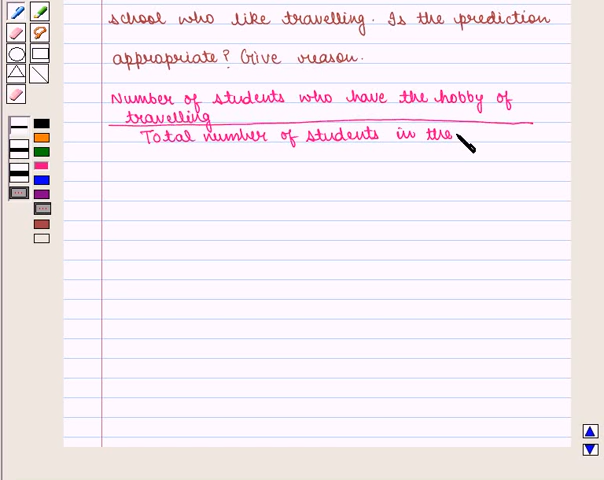 school who like travelling. Is the prediction
appropriate? Give reason.
Number of students who have the hobby of
travelling
Total number of students in the